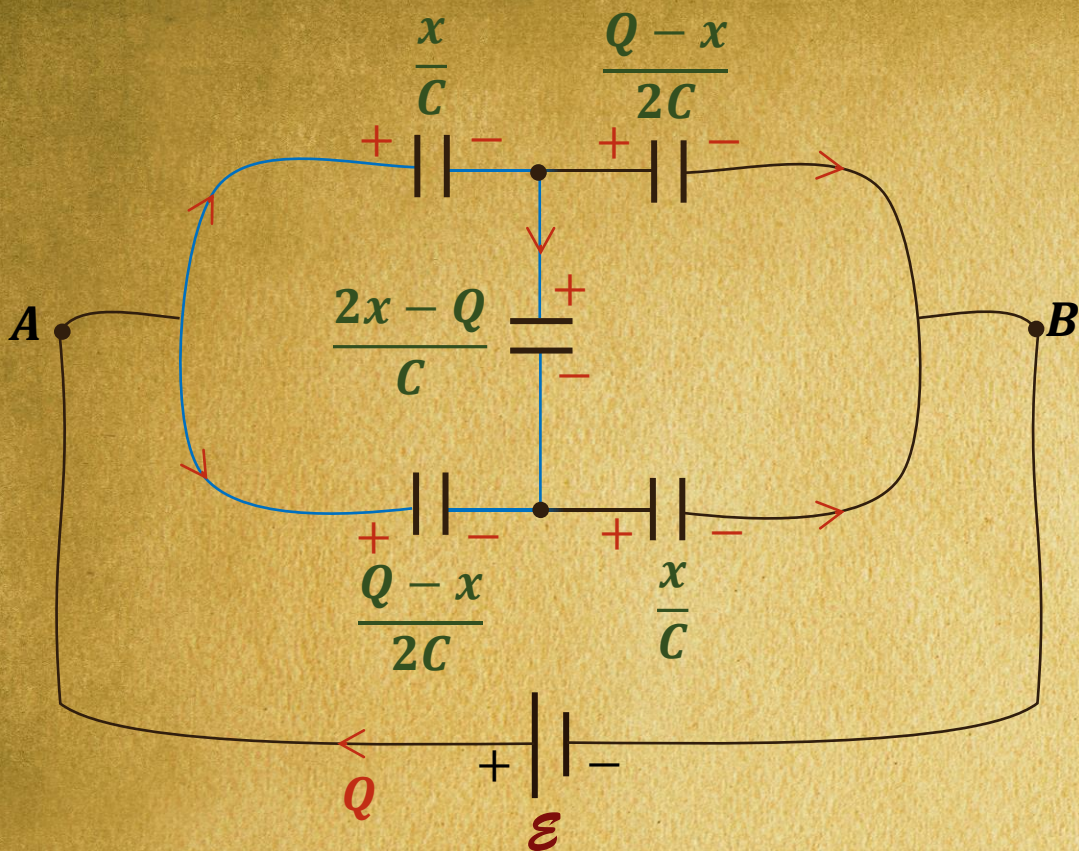 x/C
Q − x/2C
+ − + −
+
2x − Q/C
−
A
B
+ − + −
Q − x/2C
x/C
+ −
Q
ℰ